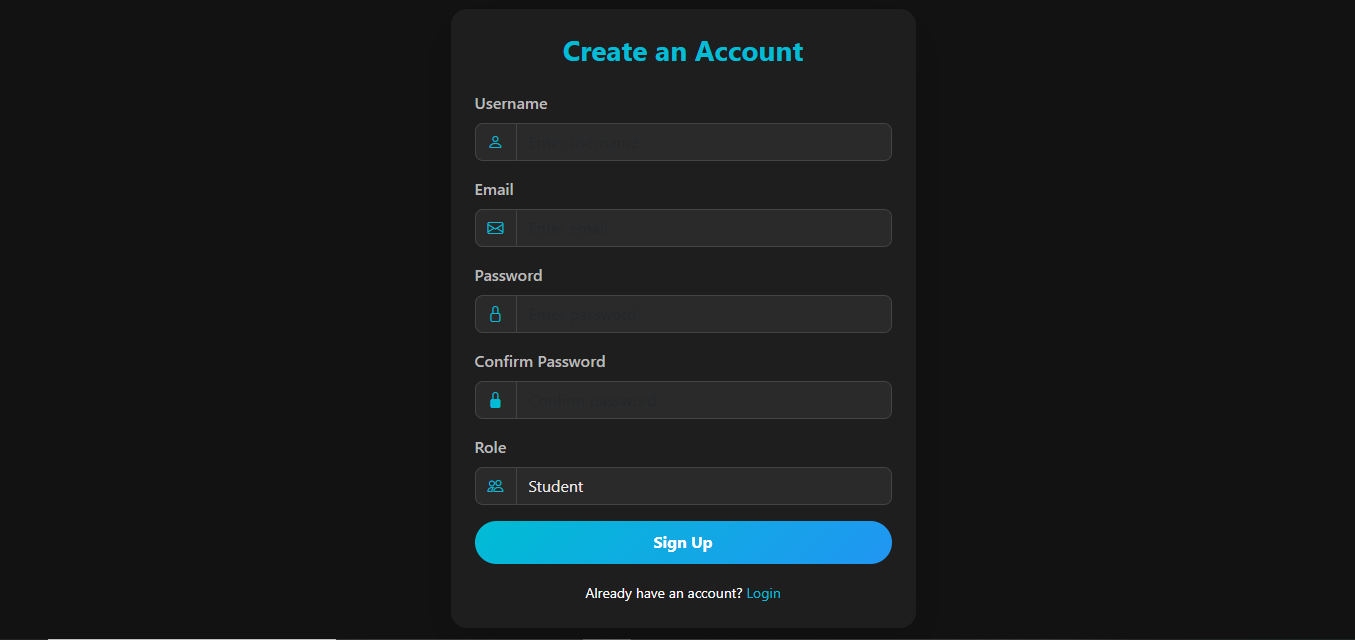 Create an Account
Username
Enter username
Email
Enter email
Password
Enter password
Confirm Password
Confirm password
Role
Student
Sign Up
Already have an account? Login